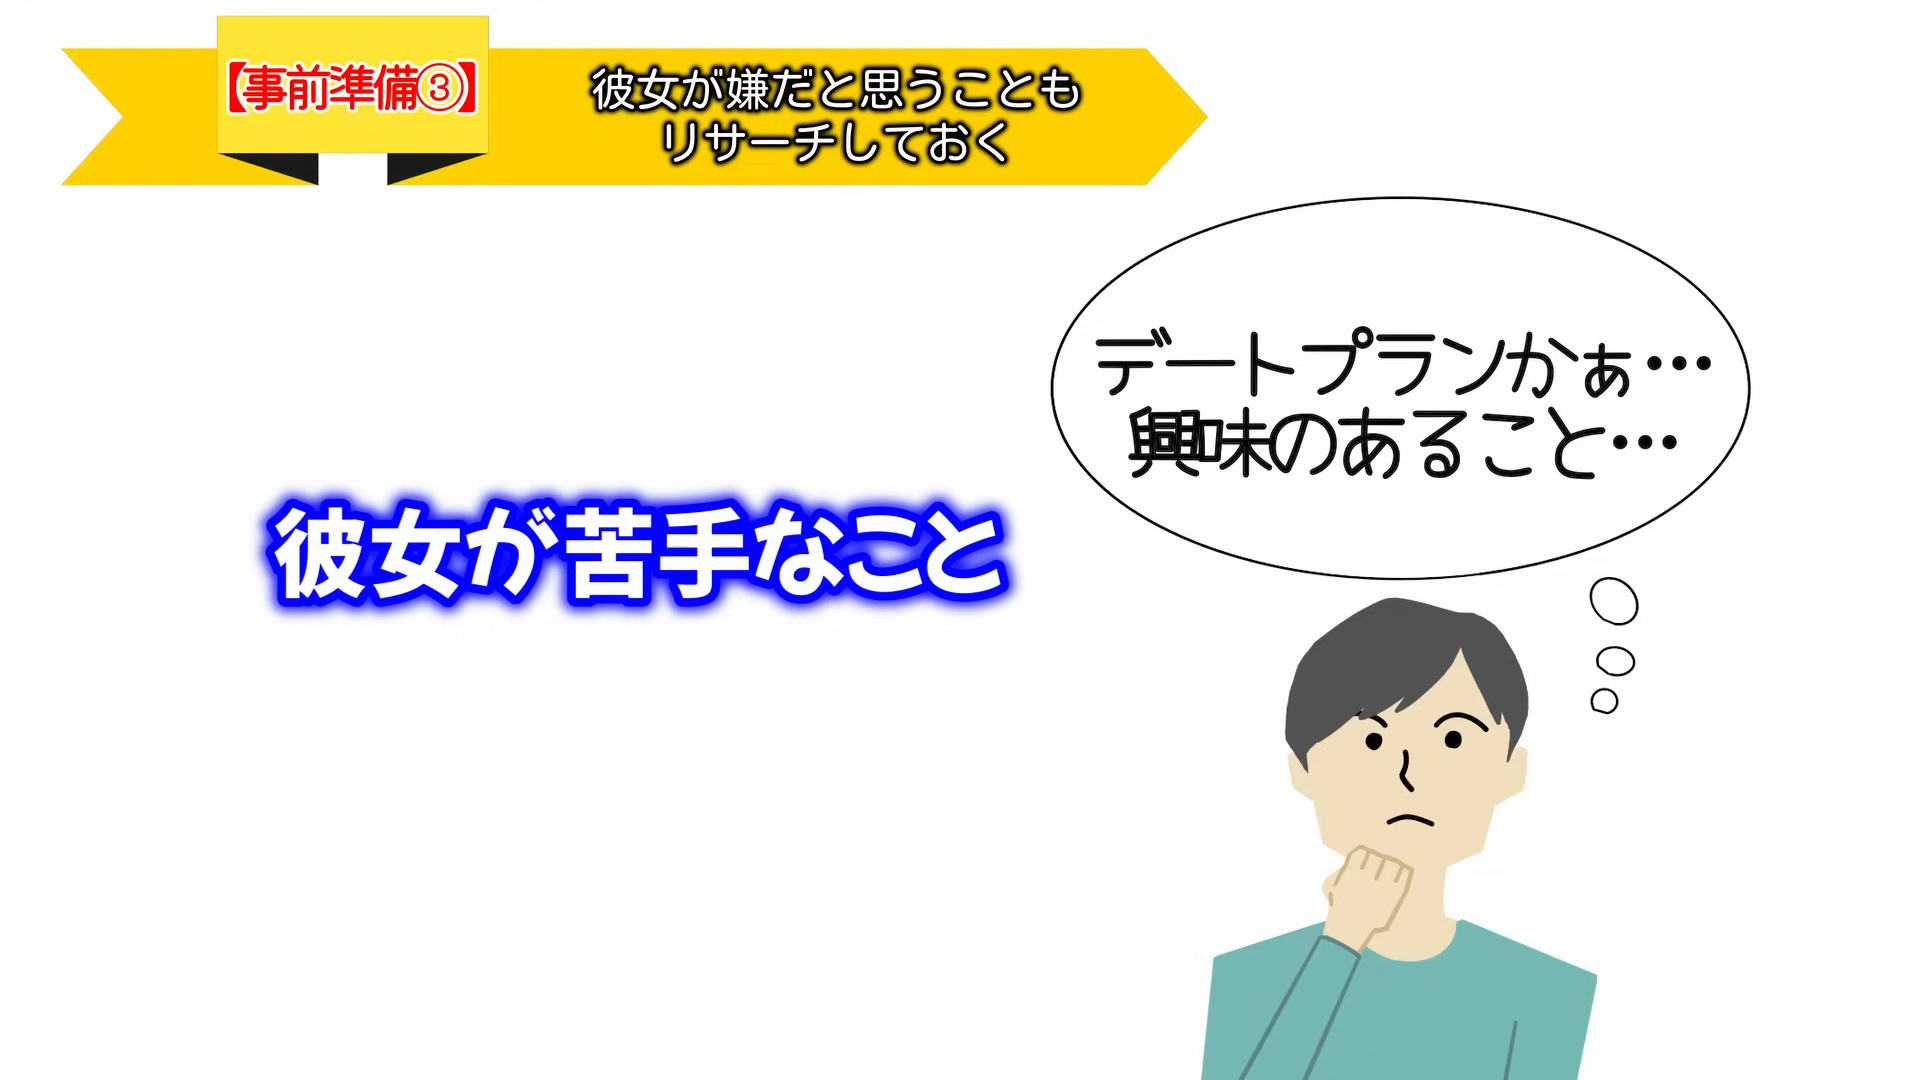 【事前準備③】
彼女が嫌だと思うことも
リサーチしておく
デートプランかぁ…
興味のあること…
彼女が苦手なこと